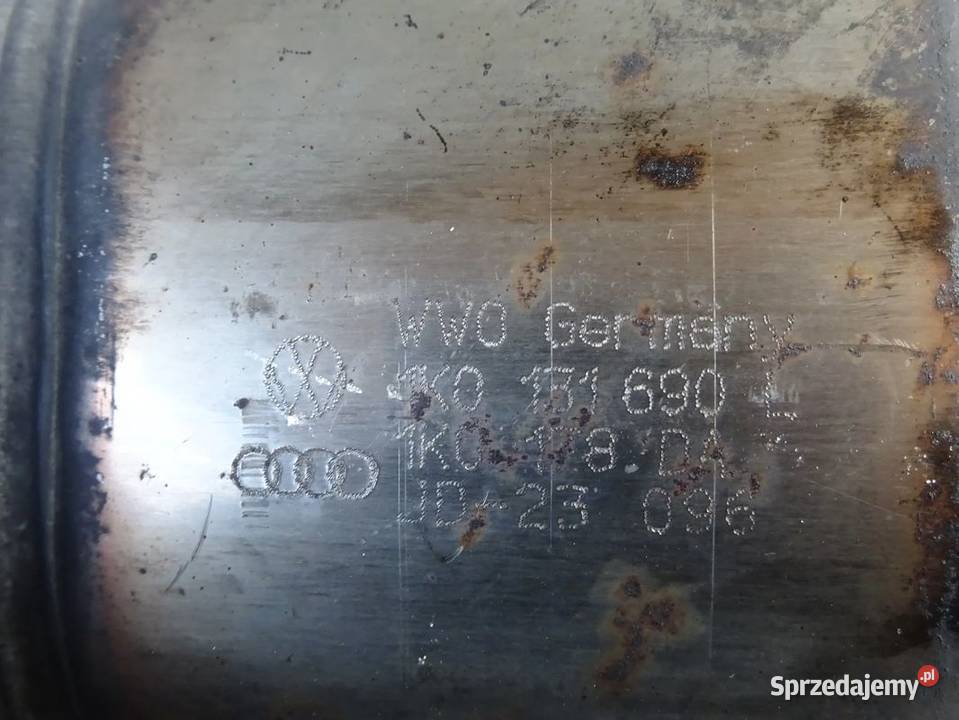 WWO Germany
1K0 131 690 L
1K0 178 DA
JD-23 096
Sprzedajemy.pl